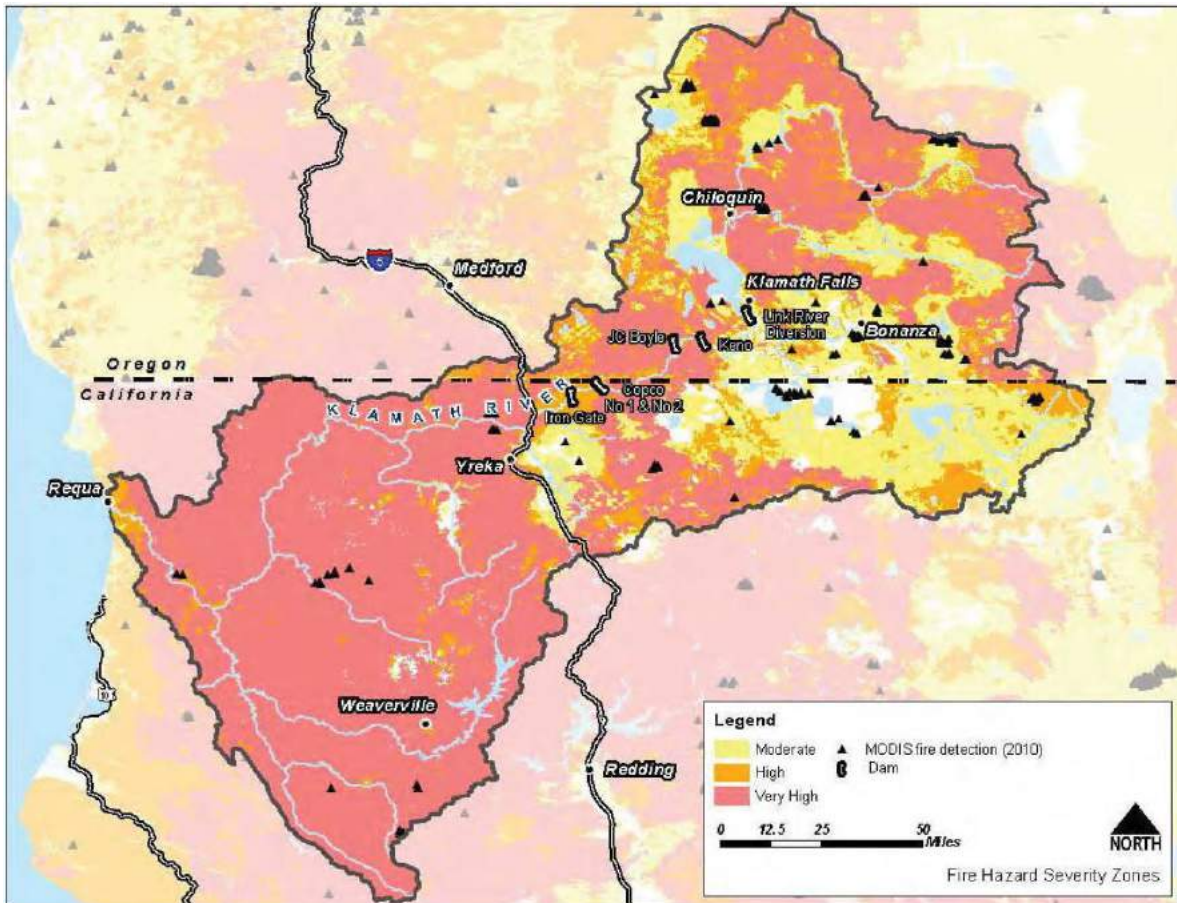 Chiloquin
5
Medford
Klamath Falls
Link River
Diversion
Bonanza
JC Boyle
Keno
Oregon
California
KLAMATH RIVER
Copco
No 1 & No 2
Iron Gate
Yreka
Requa
Weaverville
Redding
Legend
Moderate
High
Very High
MODIS fire detection (2010)
Dam
0 12.5 25 50
Miles
NORTH
Fire Hazard Severity Zones